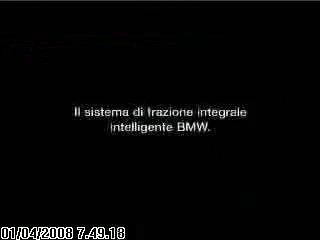 Il sistema di trazione integrale
intelligente BMW.
01/04/2008 7.49.18